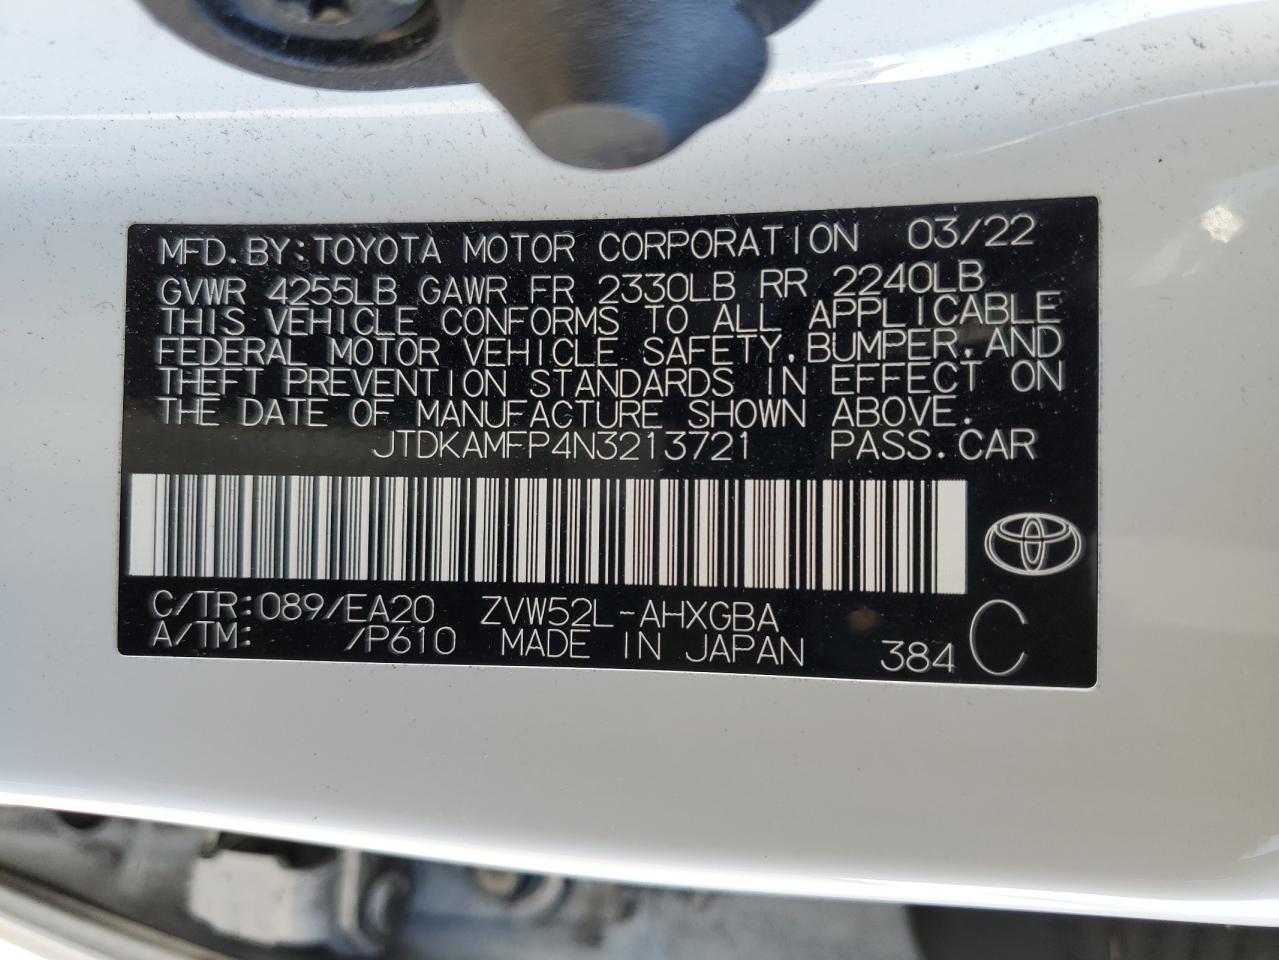 MFD.BY:TOYOTA MOTOR CORPORATION 03/22
GVWR 4255LB GAWR FR 2330LB RR 2240LB
THIS VEHICLE CONFORMS TO ALL APPLICABLE
FEDERAL MOTOR VEHICLE SAFETY,BUMPER,AND
THEFT PREVENTION STANDARDS IN EFFECT ON
THE DATE OF MANUFACTURE SHOWN ABOVE.
JTDKAMFP4N3213721 PASS.CAR
C/TR:089/EA20 ZVW52L-AHXGBA
A/TM: /P610 MADE IN JAPAN 384 C